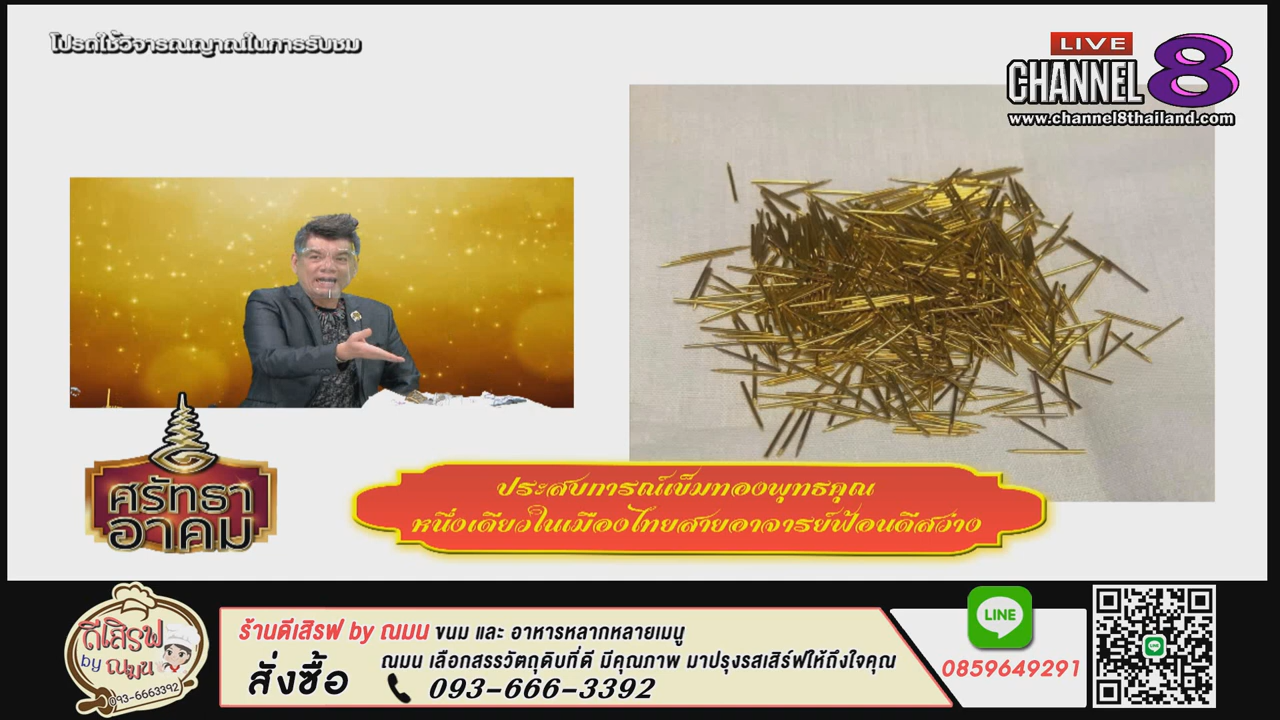 โปรดใช้วิจารณญาณในการรับชม
LIVE
CHANNEL 8
www.channel8thailand.com
ศรัทธา
อาคม
ประสบการณ์เข็มทองพุทธคุณ
หนึ่งเดียวในเมืองไทยสายอาจารย์ฟ้อนดีสว่าง
ดีเสิรฟ
by ณมน
093-6663392
ร้านดีเสิรฟ by ณมน ขนม และ อาหารหลากหลายเมนู
ณมน เลือกสรรวัตถุดิบที่ดี มีคุณภาพ มาปรุงรสเสิร์ฟให้ถึงใจคุณ
สั่งซื้อ 093-666-3392
LINE
0859649291
LINE